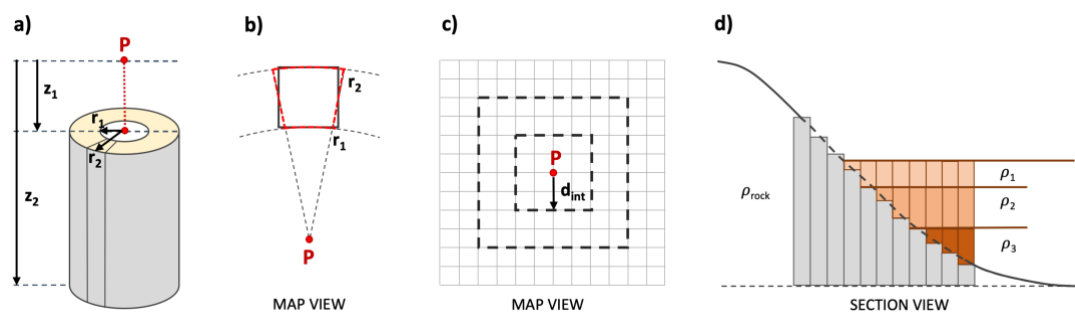 a)
P
z1
r1
r2
z2
b)
r2
r1
P
MAP VIEW
c)
P
dint
MAP VIEW
d)
ρrock
ρ1
ρ2
ρ3
SECTION VIEW